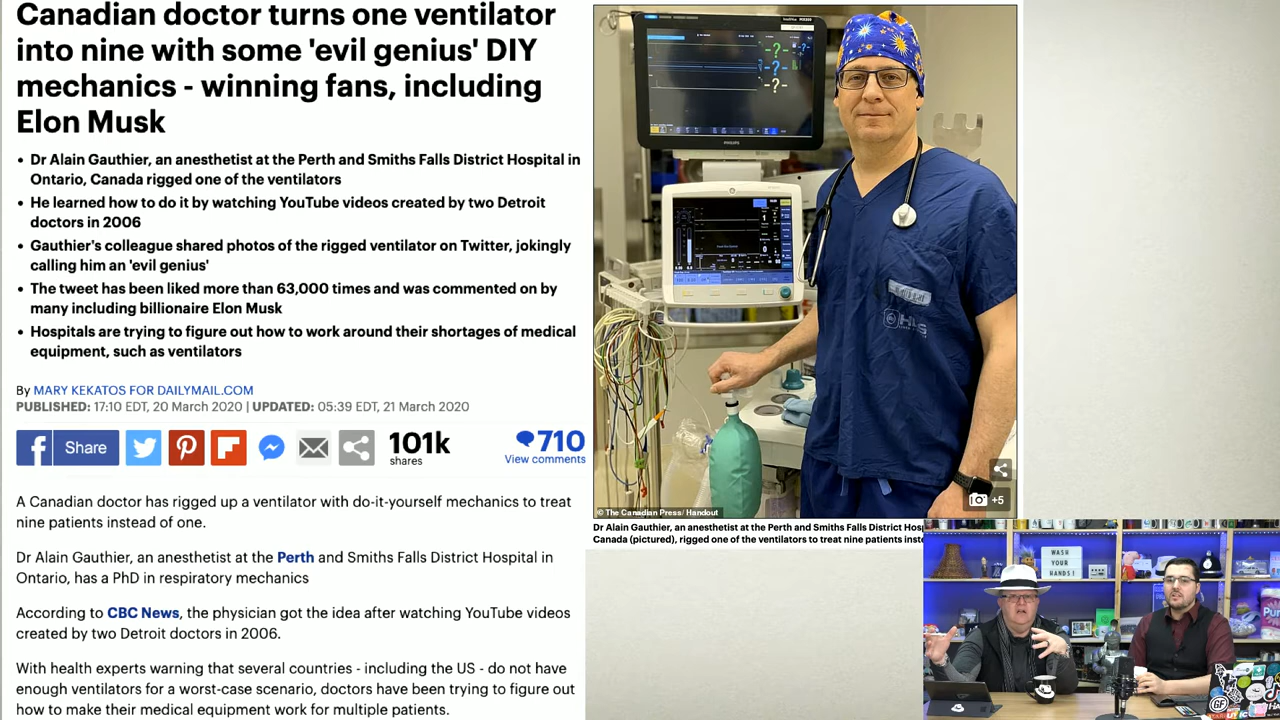 Canadian doctor turns one ventilator
into nine with some 'evil genius' DIY
mechanics - winning fans, including
Elon Musk
• Dr Alain Gauthier, an anesthetist at the Perth and Smiths Falls District Hospital in
Ontario, Canada rigged one of the ventilators
• He learned how to do it by watching YouTube videos created by two Detroit
doctors in 2006
• Gauthier's colleague shared photos of the rigged ventilator on Twitter, jokingly
calling him an 'evil genius'
• The tweet has been liked more than 63,000 times and was commented on by
many including billionaire Elon Musk
• Hospitals are trying to figure out how to work around their shortages of medical
equipment, such as ventilators
By MARY KEKATOS FOR DAILYMAIL.COM
PUBLISHED: 17:10 EDT, 20 March 2020 | UPDATED: 05:39 EDT, 21 March 2020
Share
101k
shares
710
View comments
A Canadian doctor has rigged up a ventilator with do-it-yourself mechanics to treat
nine patients instead of one.
Dr Alain Gauthier, an anesthetist at the Perth and Smiths Falls District Hospital in
Ontario, has a PhD in respiratory mechanics
According to CBC News, the physician got the idea after watching YouTube videos
created by two Detroit doctors in 2006.
With health experts warning that several countries - including the US - do not have
enough ventilators for a worst-case scenario, doctors have been trying to figure out
how to make their medical equipment work for multiple patients.
PHILIPS
-?-
-?-
-?-
+5
© The Canadian Press/ Handout
Dr Alain Gauthier, an anesthetist at the Perth and Smiths Falls District Hosp
Canada (pictured), rigged one of the ventilators to treat nine patients inste
WASH
YOUR
HANDS!
GF